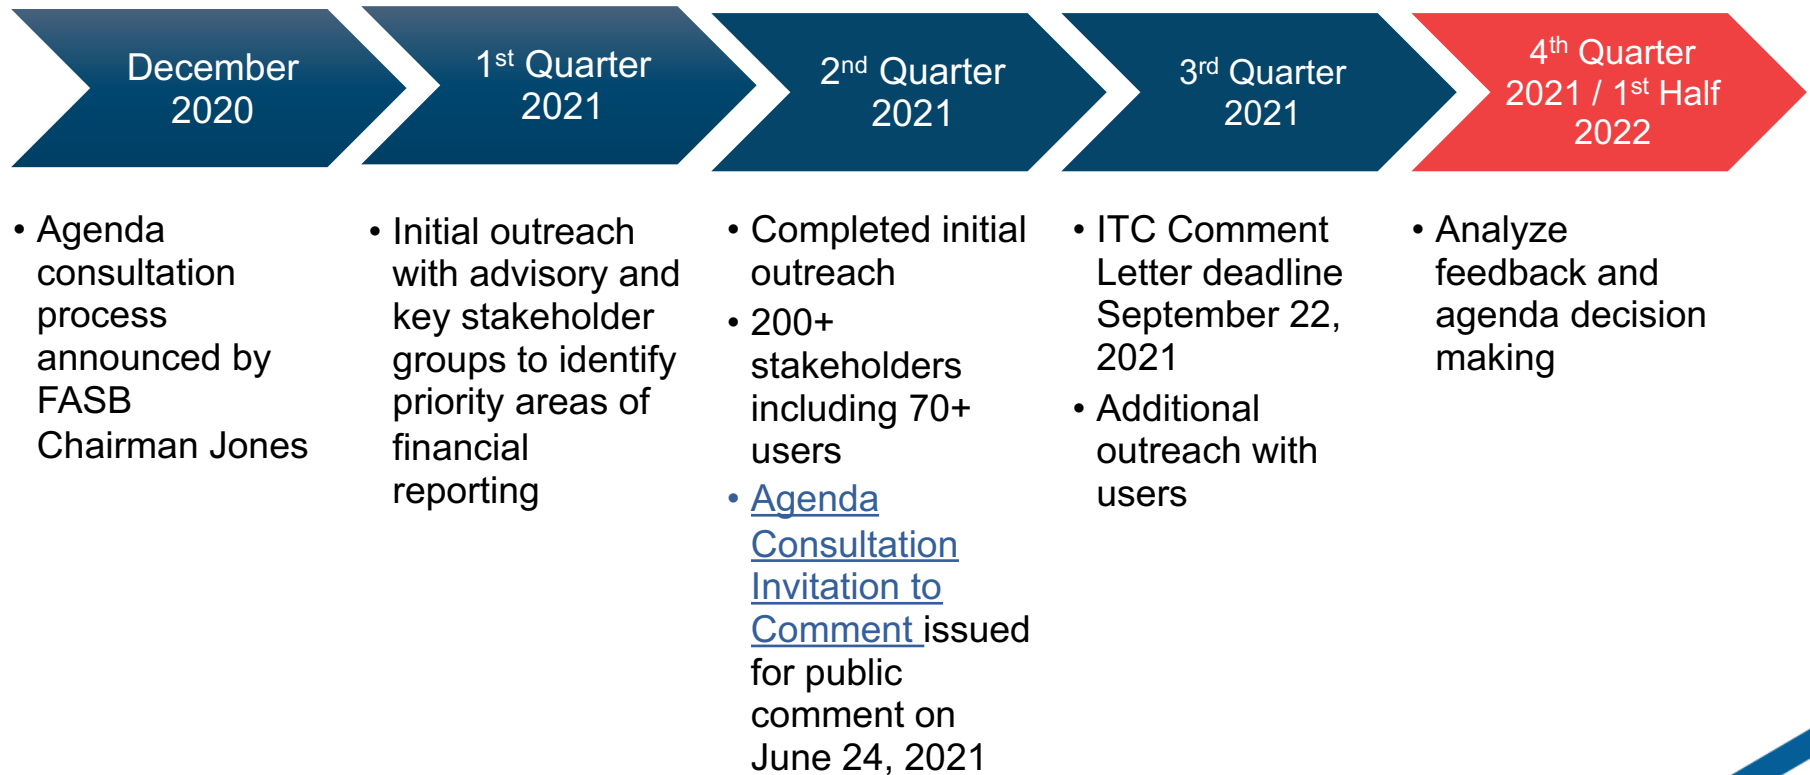 December
2020
1st Quarter
2021
2nd Quarter
2021
3rd Quarter
2021
4th Quarter
2021 / 1st Half
2022
• Agenda
consultation
process
announced by
FASB
Chairman Jones
• Initial outreach
with advisory and
key stakeholder
groups to identify
priority areas of
financial
reporting
• Completed initial
outreach
• 200+
stakeholders
including 70+
users
• Agenda
Consultation
Invitation to
Comment issued
for public
comment on
June 24, 2021
• ITC Comment
Letter deadline
September 22,
2021
• Additional
outreach with
users
• Analyze
feedback and
agenda decision
making